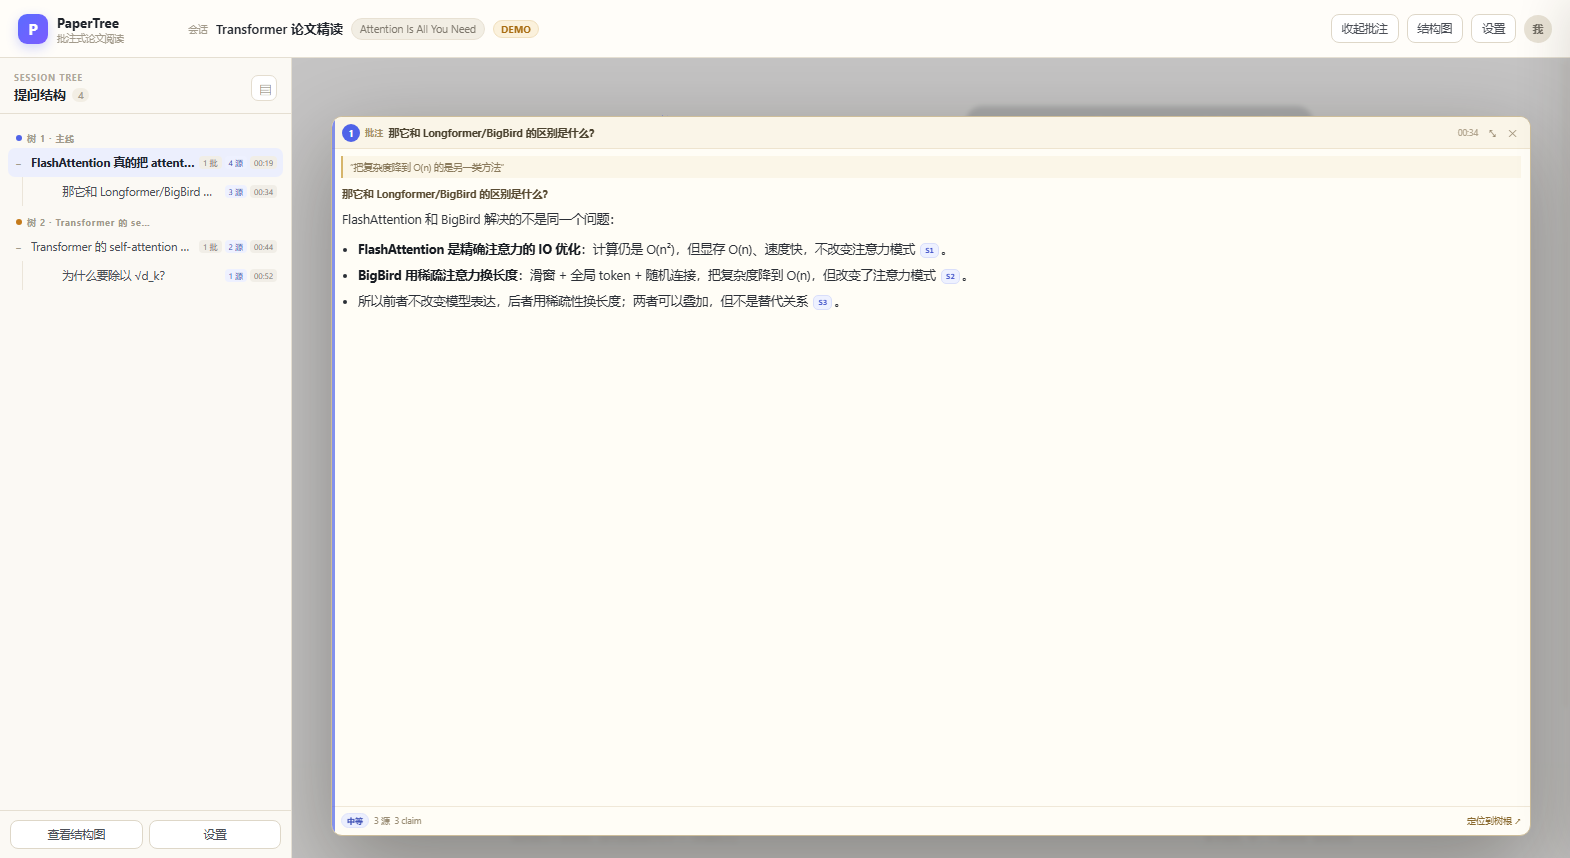 P
PaperTree
批注式论文阅读
会话 Transformer 论文精读 Attention Is All You Need DEMO
收起批注 结构图 设置 我
SESSION TREE
提问结构 4
树 1 · 主线
FlashAttention 真的把 attent... 1 批 4 源 00:19
那它和 Longformer/BigBird ... 3 源 00:34
树 2 · Transformer 的 se...
Transformer 的 self-attention ... 1 批 2 源 00:44
为什么要除以 √d_k? 1 源 00:52
查看结构图 设置
1 批注 那它和 Longformer/BigBird 的区别是什么? 00:34
"把复杂度降到 O(n) 的是另一类方法"
那它和 Longformer/BigBird 的区别是什么?
FlashAttention 和 BigBird 解决的不是同一个问题：
• FlashAttention 是精确注意力的 IO 优化：计算仍是 O(n²)，但显存 O(n)、速度快，不改变注意力模式 S1 。
• BigBird 用稀疏注意力换长度：滑窗 + 全局 token + 随机连接，把复杂度降到 O(n)，但改变了注意力模式 S2 。
• 所以前者不改变模型表达，后者用稀疏性换长度；两者可以叠加，但不是替代关系 S3 。
中等 3 源 3 claim
定位到树根 ↗